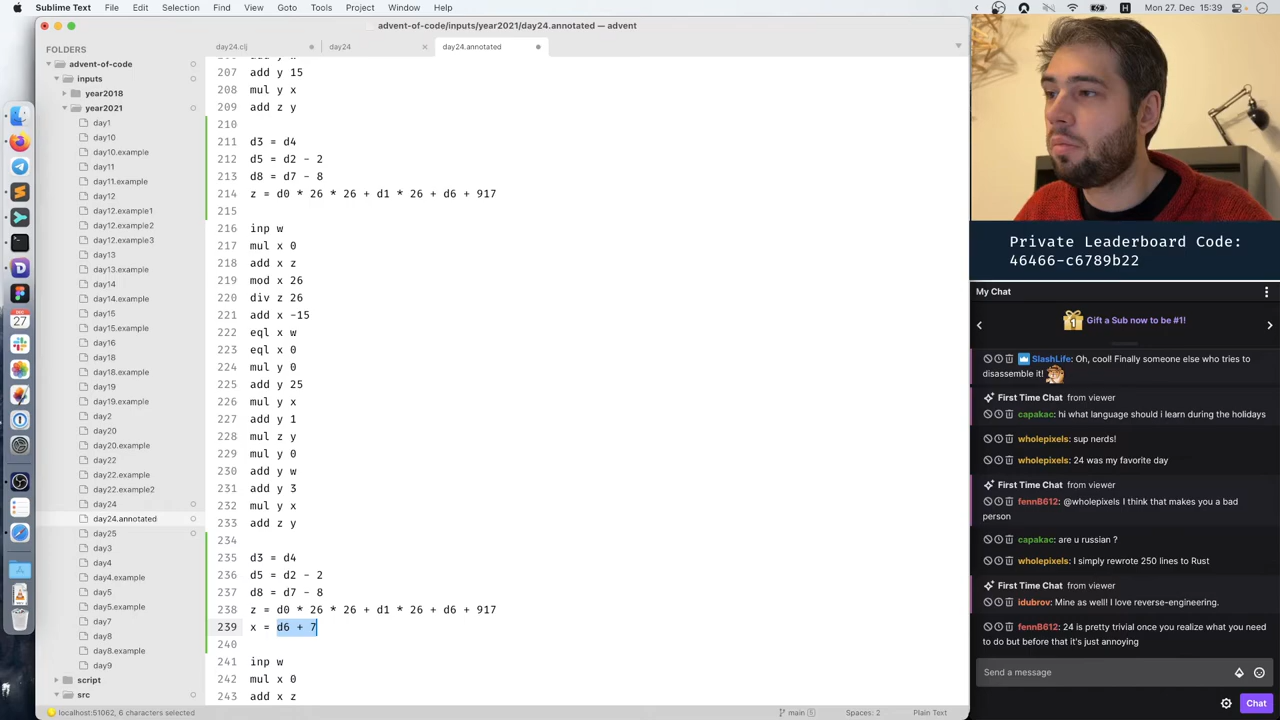 Sublime Text File Edit Selection Find View Goto Tools Project Window Help
Mon 27. Dec 15:39
advent-of-code/inputs/year2021/day24.annotated — advent
FOLDERS
advent-of-code
inputs
year2018
year2021
day1
day10
day10.example
day11
day11.example
day12
day12.example1
day12.example2
day12.example3
day13
day13.example
day14
day14.example
day15
day15.example
day16
day18
day18.example
day19
day19.example
day2
day20
day20.example
day22
day22.example
day22.example2
day24
day24.annotated
day25
day3
day4
day4.example
day5
day5.example
day7
day8
day8.example
day9
script
src
day24.clj
day24
day24.annotated
207 add y 15
208 mul y x
209 add z y
210
211 d3 = d4
212 d5 = d2 - 2
213 d8 = d7 - 8
214 z = d0 * 26 * 26 + d1 * 26 + d6 + 917
215
216 inp w
217 mul x 0
218 add x z
219 mod x 26
220 div z 26
221 add x -15
222 eql x w
223 eql x 0
224 mul y 0
225 add y 25
226 mul y x
227 add y 1
228 mul z y
229 mul y 0
230 add y w
231 add y 3
232 mul y x
233 add z y
234
235 d3 = d4
236 d5 = d2 - 2
237 d8 = d7 - 8
238 z = d0 * 26 * 26 + d1 * 26 + d6 + 917
239 x = d6 + 7
240
241 inp w
242 mul x 0
243 add x z
localhost:51062, 6 characters selected
main 5
Spaces: 2
Plain Text
Private Leaderboard Code:
46466-c6789b22
My Chat
Gift a Sub now to be #1!
SlashLife: Oh, cool! Finally someone else who tries to
disassemble it!
First Time Chat from viewer
capakac: hi what language should i learn during the holidays
wholepixels: sup nerds!
wholepixels: 24 was my favorite day
First Time Chat from viewer
fennB612: @wholepixels I think that makes you a bad
person
capakac: are u russian ?
wholepixels: I simply rewrote 250 lines to Rust
First Time Chat from viewer
idubrov: Mine as well! I love reverse-engineering.
fennB612: 24 is pretty trivial once you realize what you need
to do but before that it's just annoying
Send a message
Chat